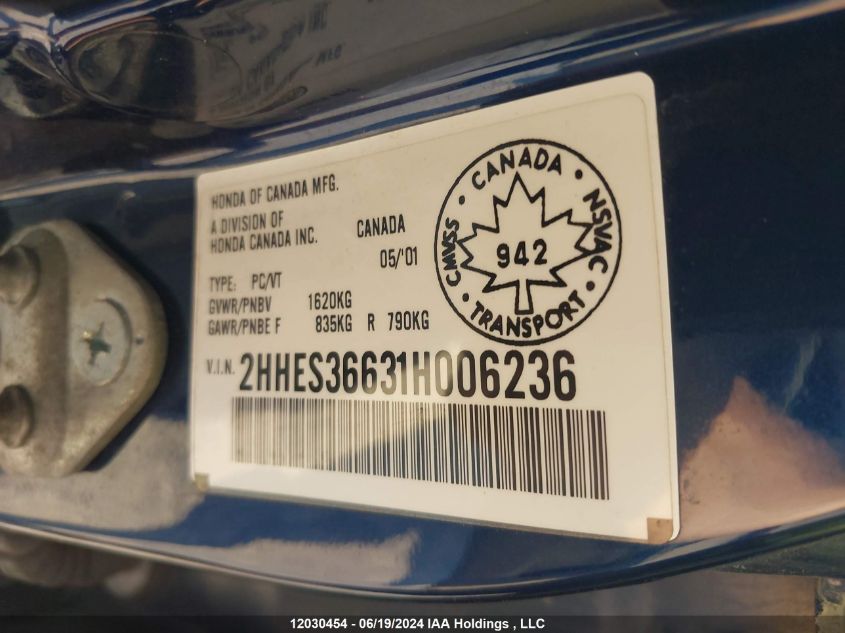 HONDA OF CANADA MFG.
A DIVISION OF
HONDA CANADA INC.
CANADA
05/'01
TYPE: PC/VT
GVWR/PNBV 1620KG
GAWR/PNBE F 835KG R 790KG
V.I.N. 2HHES36631H006236
• CANADA •
CMVSS
NSVAC
942
• TRANSPORT •
12030454 - 06/19/2024 IAA Holdings , LLC